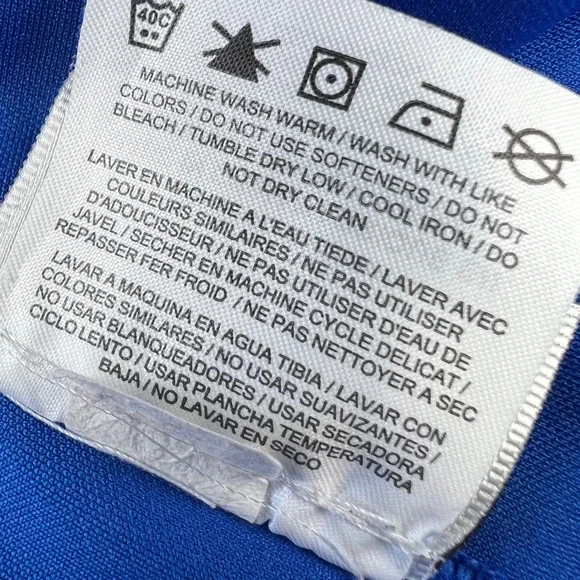 40C
MACHINE WASH WARM / WASH WITH LIKE
COLORS / DO NOT USE SOFTENERS / DO NOT
BLEACH / TUMBLE DRY LOW / COOL IRON / DO
NOT DRY CLEAN
LAVER EN MACHINE A L'EAU TIEDE / LAVER AVEC
COULEURS SIMILAIRES / NE PAS UTILISER
D'ADOUCISSEUR / NE PAS UTILISER D'EAU DE
JAVEL / SECHER EN MACHINE CYCLE DELICAT /
REPASSER FER FROID / NE PAS NETTOYER A SEC
LAVAR A MAQUINA EN AGUA TIBIA / LAVAR CON
COLORES SIMILARES / NO USAR SUAVIZANTES /
NO USAR BLANQUEADORES / USAR SECADORA
CICLO LENTO / USAR PLANCHA TEMPERATURA
BAJA / NO LAVAR EN SECO